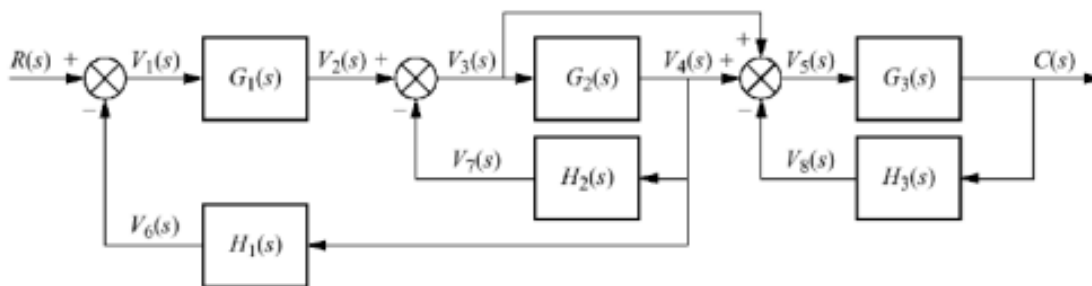 +
R(s) + V₁(s) G₁(s) V₂(s) + V₃(s) G₂(s) V₄(s) + V₅(s) G₃(s) C(s)
− − −
V₇(s) H₂(s) V₈(s) H₃(s)
V₆(s) H₁(s)